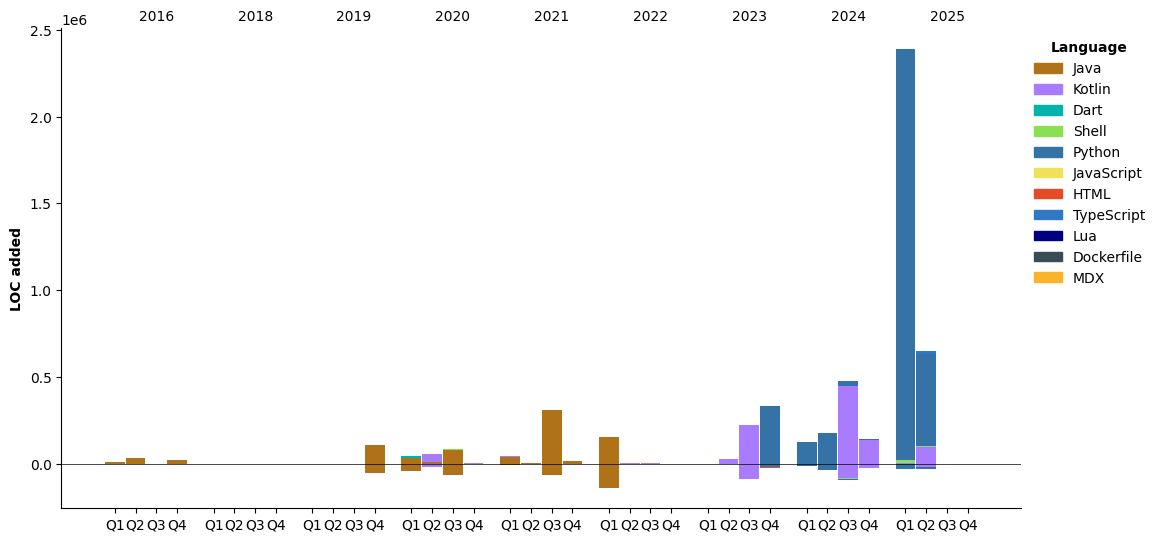 2016 2018 2019 2020 2021 2022 2023 2024 2025
1e6
2.5
2.0
1.5
1.0
0.5
0.0
LOC added
Q1 Q2 Q3 Q4 Q1 Q2 Q3 Q4 Q1 Q2 Q3 Q4 Q1 Q2 Q3 Q4 Q1 Q2 Q3 Q4 Q1 Q2 Q3 Q4 Q1 Q2 Q3 Q4 Q1 Q2 Q3 Q4 Q1 Q2 Q3 Q4
Language
Java
Kotlin
Dart
Shell
Python
JavaScript
HTML
TypeScript
Lua
Dockerfile
MDX